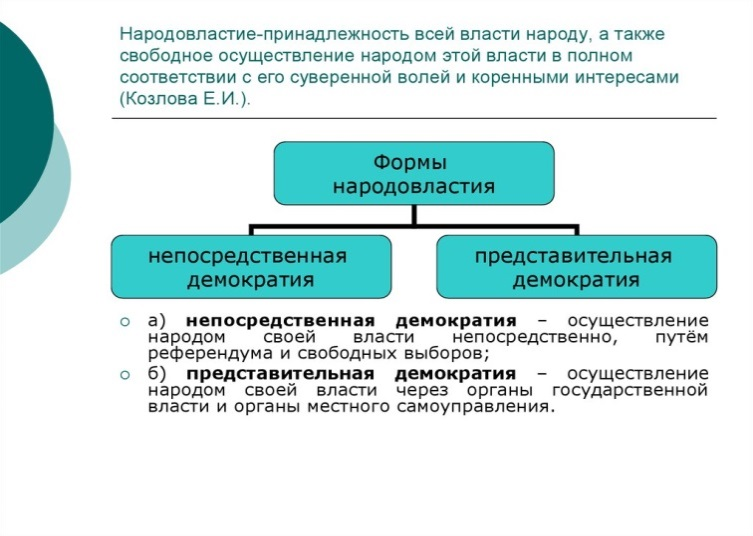 Народовластие-принадлежность всей власти народу, а также
свободное осуществление народом этой власти в полном
соответствии с его суверенной волей и коренными интересами
(Козлова Е.И.).
Формы
народовластия
непосредственная
демократия
представительная
демократия
а) непосредственная демократия – осуществление
народом своей власти непосредственно, путём
референдума и свободных выборов;
б) представительная демократия – осуществление
народом своей власти через органы государственной
власти и органы местного самоуправления.